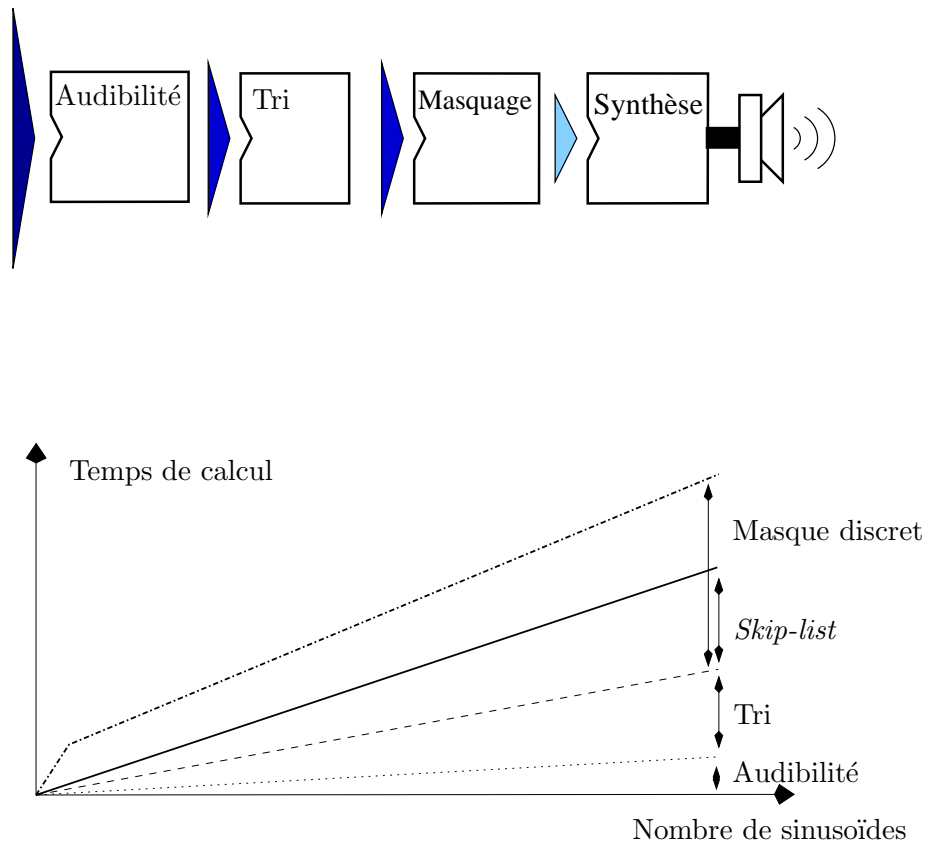 Audibilité
Tri
Masquage
Synthèse
Temps de calcul
Masque discret
Skip-list
Tri
Audibilité
Nombre de sinusoïdes